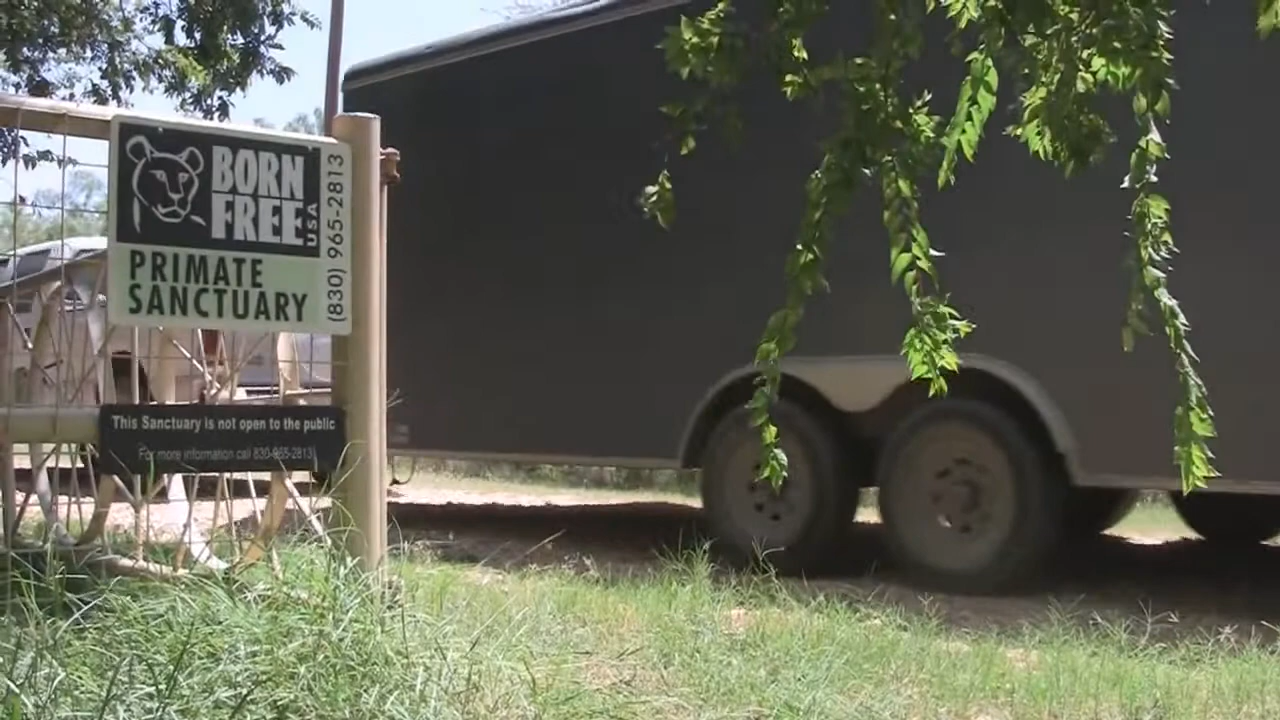 BORN
FREE
USA
PRIMATE
SANCTUARY
(830) 965-2813
This Sanctuary is not open to the public
For more information call 830-965-2813